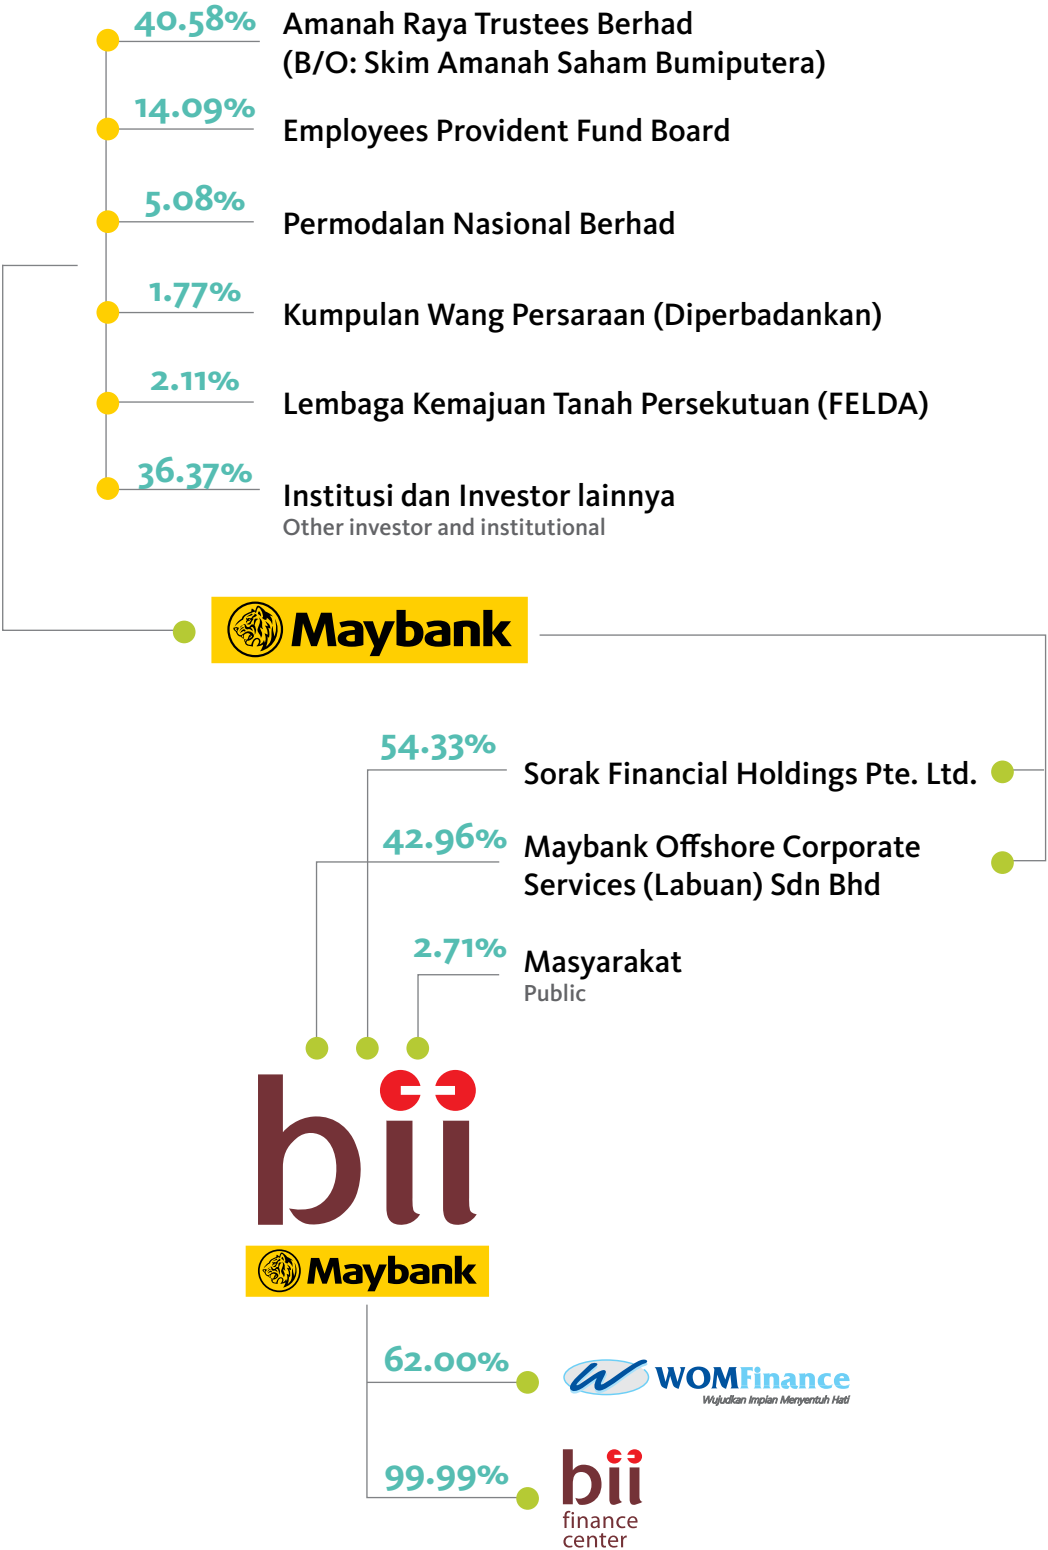 40.58%
Amanah Raya Trustees Berhad
(B/O: Skim Amanah Saham Bumiputera)
14.09%
Employees Provident Fund Board
5.08%
Permodalan Nasional Berhad
1.77%
Kumpulan Wang Persaraan (Diperbadankan)
2.11%
Lembaga Kemajuan Tanah Persekutuan (FELDA)
36.37%
Institusi dan Investor lainnya
Other investor and institutional
Maybank
54.33%
Sorak Financial Holdings Pte. Ltd.
42.96%
Maybank Offshore Corporate
Services (Labuan) Sdn Bhd
2.71%
Masyarakat
Public
bii
Maybank
62.00%
WOMFinance
Wujudkan Impian Menyentuh Hati
99.99%
bii
finance
center